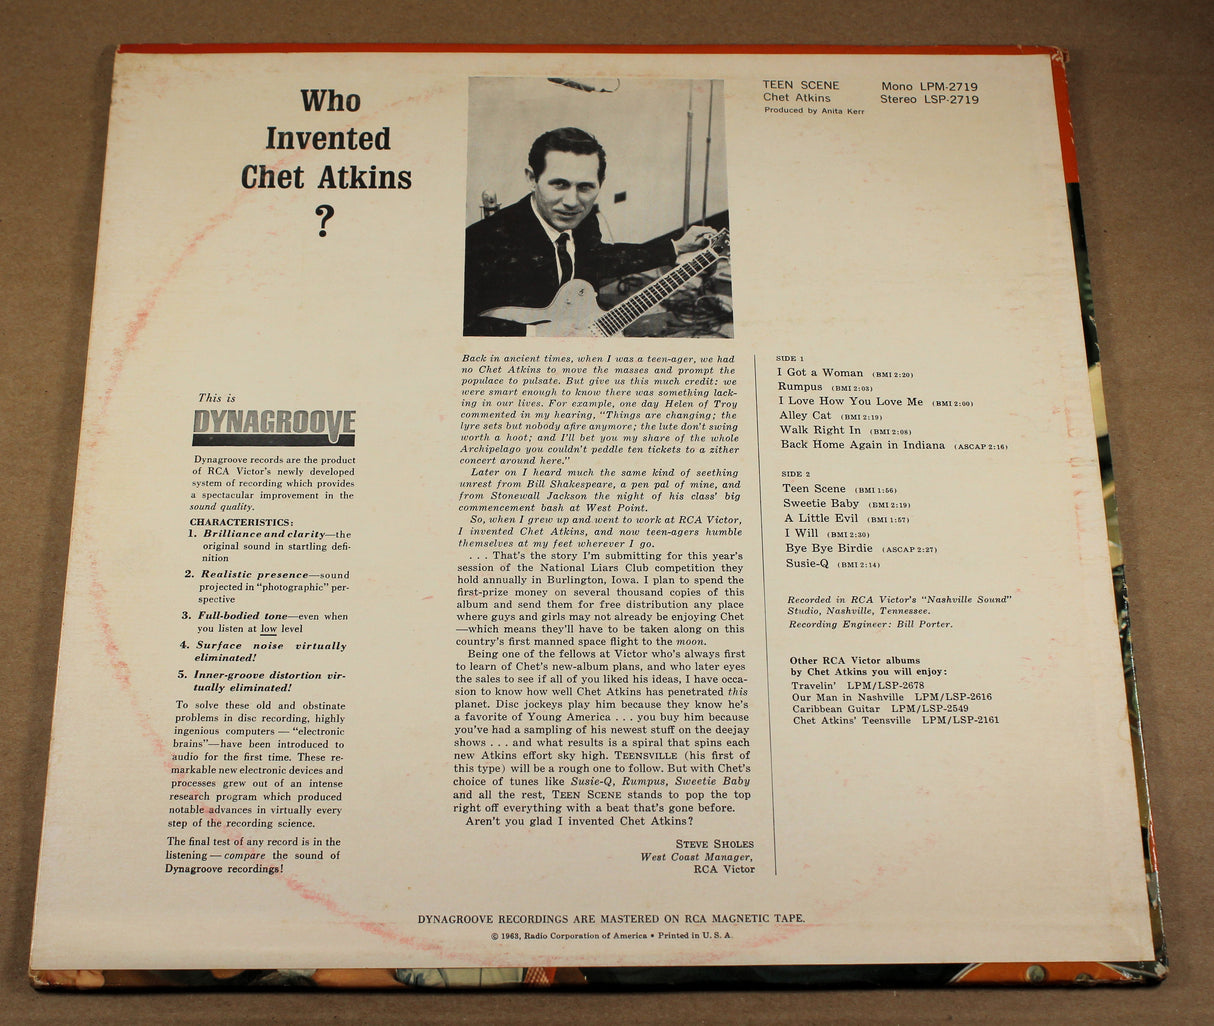 Who
Invented
Chet Atkins
?
TEEN SCENE
Chet Atkins
Produced by Anita Kerr
Mono LPM-2719
Stereo LSP-2719
This is
DYNAGROOVE
Dynagroove records are the product
of RCA Victor's newly developed
system of recording which provides
a spectacular improvement in the
sound quality.
CHARACTERISTICS:
1. Brilliance and clarity—the
original sound in startling defi-
nition
2. Realistic presence—sound
projected in "photographic" per-
spective
3. Full-bodied tone—even when
you listen at low level
4. Surface noise virtually
eliminated!
5. Inner-groove distortion vir-
tually eliminated!
To solve these old and obstinate
problems in disc recording, highly
ingenious computers — "electronic
brains"—have been introduced to
audio for the first time. These re-
markable new electronic devices and
processes grew out of an intense
research program which produced
notable advances in virtually every
step of the recording science.
The final test of any record is in the
listening — compare the sound of
Dynagroove recordings!
Back in ancient times, when I was a teen-ager, we had
no Chet Atkins to move the masses and prompt the
populace to pulsate. But give us this much credit: we
were smart enough to know there was something lack-
ing in our lives. For example, one day Helen of Troy
commented in my hearing, "Things are changing; the
lyre sets but nobody afire anymore; the lute don't swing
worth a hoot; and I'll bet you my share of the whole
Archipelago you couldn't peddle ten tickets to a zither
concert around here."
Later on I heard much the same kind of seething
unrest from Bill Shakespeare, a pen pal of mine, and
from Stonewall Jackson the night of his class' big
commencement bash at West Point.
So, when I grew up and went to work at RCA Victor,
I invented Chet Atkins, and now teen-agers humble
themselves at my feet wherever I go.
. . . That's the story I'm submitting for this year's
session of the National Liars Club competition they
hold annually in Burlington, Iowa. I plan to spend the
first-prize money on several thousand copies of this
album and send them for free distribution any place
where guys and girls may not already be enjoying Chet
—which means they'll have to be taken along on this
country's first manned space flight to the moon.
Being one of the fellows at Victor who's always first
to learn of Chet's new-album plans, and who later eyes
the sales to see if all of you liked his ideas, I have occa-
sion to know how well Chet Atkins has penetrated this
planet. Disc jockeys play him because they know he's
a favorite of Young America . . . you buy him because
you've had a sampling of his newest stuff on the deejay
shows . . . and what results is a spiral that spins each
new Atkins effort sky high. TEENSVILLE (his first of
this type) will be a rough one to follow. But with Chet's
choice of tunes like Susie-Q, Rumpus, Sweetie Baby
and all the rest, TEEN SCENE stands to pop the top
right off everything with a beat that's gone before.
Aren't you glad I invented Chet Atkins?
STEVE SHOLES
West Coast Manager,
RCA Victor
SIDE 1
I Got a Woman (BMI 2:20)
Rumpus (BMI 2:03)
I Love How You Love Me (BMI 2:00)
Alley Cat (BMI 2:19)
Walk Right In (BMI 2:08)
Back Home Again in Indiana (ASCAP 2:16)
SIDE 2
Teen Scene (BMI 1:56)
Sweetie Baby (BMI 2:19)
A Little Evil (BMI 1:57)
I Will (BMI 2:30)
Bye Bye Birdie (ASCAP 2:27)
Susie-Q (BMI 2:14)
Recorded in RCA Victor's "Nashville Sound"
Studio, Nashville, Tennessee.
Recording Engineer: Bill Porter.
Other RCA Victor albums
by Chet Atkins you will enjoy:
Travelin' LPM/LSP-2678
Our Man in Nashville LPM/LSP-2616
Caribbean Guitar LPM/LSP-2549
Chet Atkins' Teensville LPM/LSP-2161
DYNAGROOVE RECORDINGS ARE MASTERED ON RCA MAGNETIC TAPE.
© 1963, Radio Corporation of America • Printed in U. S. A.